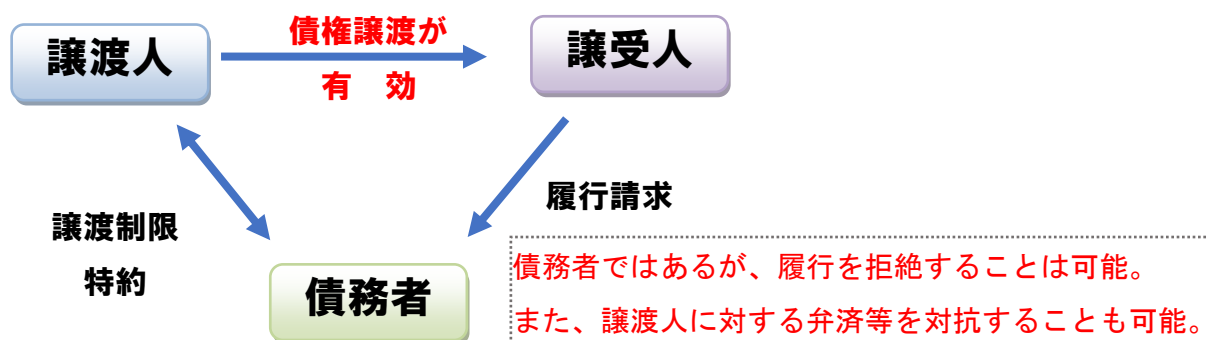 譲渡人
債権譲渡が
有　効
譲受人
譲渡制限
特約
履行請求
債務者
債務者ではあるが、履行を拒絶することは可能。
また、譲渡人に対する弁済等を対抗することも可能。